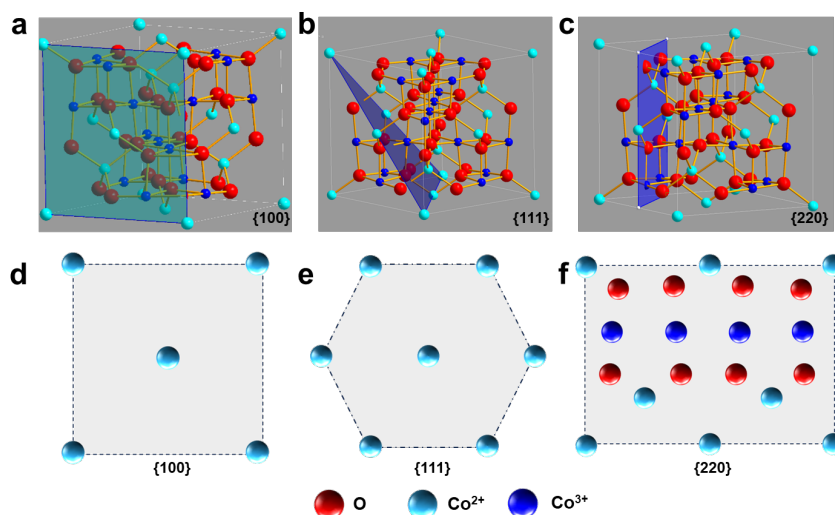 a
b
c
{100}
{111}
{220}
d
e
f
{100}
{111}
{220}
O
Co²⁺
Co³⁺